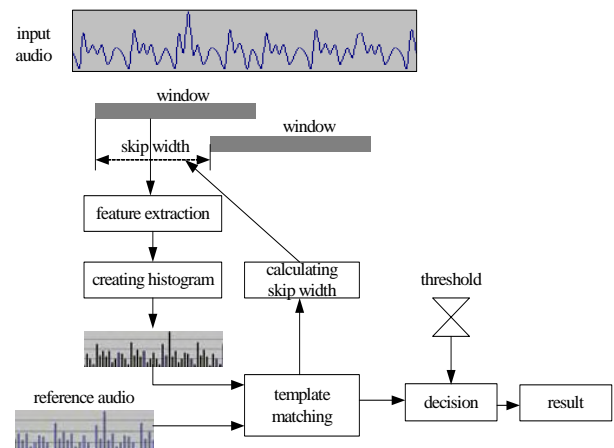 input
audio
window
window
skip width
feature extraction
creating histogram
calculating
skip width
threshold
reference audio
template
matching
decision
result